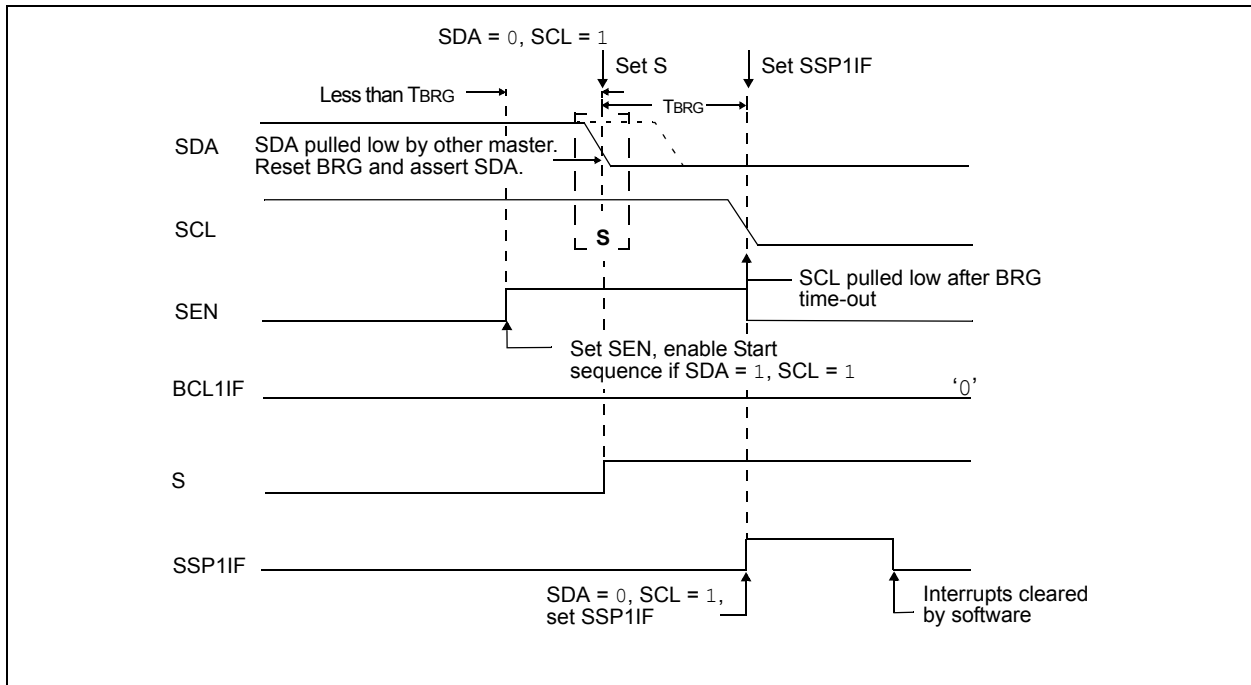 SDA = 0, SCL = 1
Set S
Set SSP1IF
Less than TBRG
TBRG
SDA
SDA pulled low by other master.
Reset BRG and assert SDA.
SCL
S
SCL pulled low after BRG
time-out
SEN
Set SEN, enable Start
sequence if SDA = 1, SCL = 1
BCL1IF
‘0’
S
SSP1IF
SDA = 0, SCL = 1,
set SSP1IF
Interrupts cleared
by software